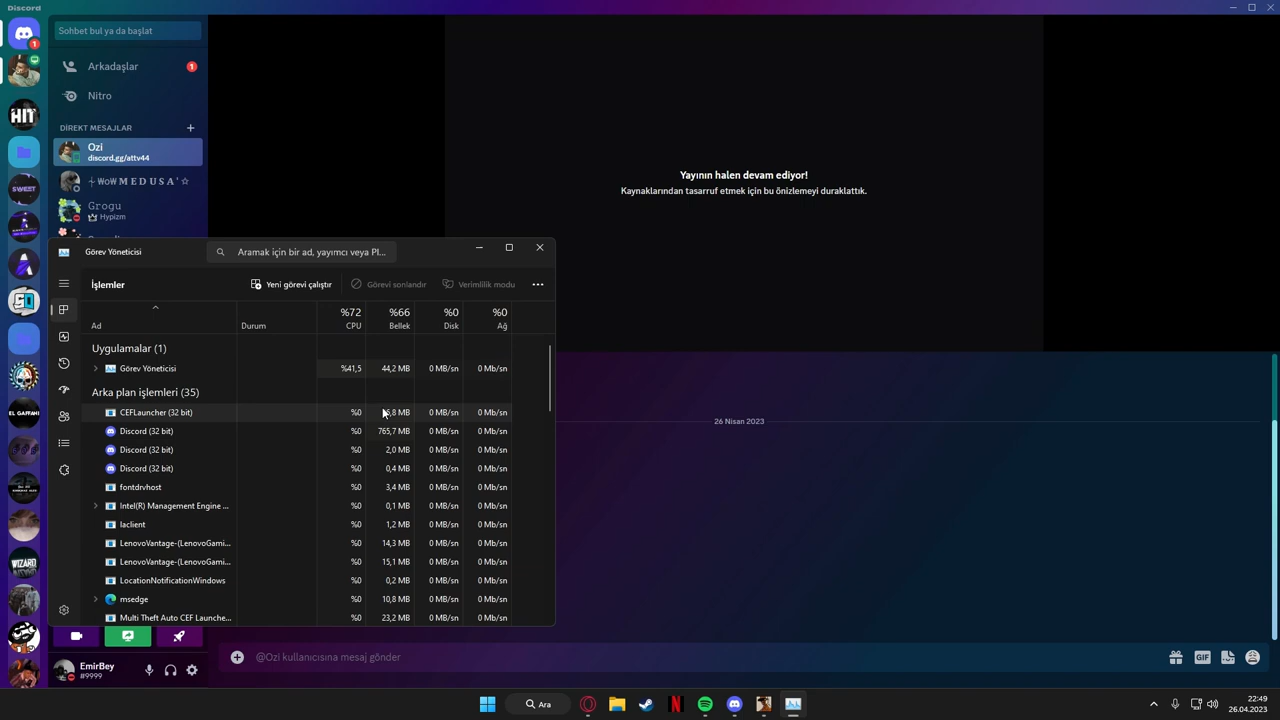 Discord
Sohbet bul ya da başlat
Arkadaşlar
1
Nitro
DİREKT MESAJLAR
Ozi
discord.gg/attv44
WoW MEDUSA'☆
Grogu
Hypizm
1
HIT
SWEET
EL GAFFANI
WIZARD
Yayının halen devam ediyor!
Kaynaklarından tasarruf etmek için bu önizlemeyi duraklattık.
Görev Yöneticisi
Aramak için bir ad, yayımcı veya PI...
İşlemler
Yeni görevi çalıştır
Görevi sonlandır
Verimlilik modu
%72 %66 %0 %0
Ad Durum CPU Bellek Disk Ağ
Uygulamalar (1)
Görev Yöneticisi %41,5 44,2 MB 0 MB/sn 0 Mb/sn
Arka plan işlemleri (35)
CEFLauncher (32 bit) %0 ,8 MB 0 MB/sn 0 Mb/sn
Discord (32 bit) %0 765,7 MB 0 MB/sn 0 Mb/sn
Discord (32 bit) %0 2,0 MB 0 MB/sn 0 Mb/sn
Discord (32 bit) %0 0,4 MB 0 MB/sn 0 Mb/sn
fontdrvhost %0 3,4 MB 0 MB/sn 0 Mb/sn
Intel(R) Management Engine ... %0 0,1 MB 0 MB/sn 0 Mb/sn
laclient %0 1,2 MB 0 MB/sn 0 Mb/sn
LenovoVantage-(LenovoGami... %0 14,3 MB 0 MB/sn 0 Mb/sn
LenovoVantage-(LenovoGami... %0 15,1 MB 0 MB/sn 0 Mb/sn
LocationNotificationWindows %0 0,2 MB 0 MB/sn 0 Mb/sn
msedge %0 10,8 MB 0 MB/sn 0 Mb/sn
Multi Theft Auto CEF Launche... %0 23,2 MB 0 MB/sn 0 Mb/sn
26 Nisan 2023
EmirBey
#9999
@Ozi kullanıcısına mesaj gönder
GIF
Ara
22:49
26.04.2023